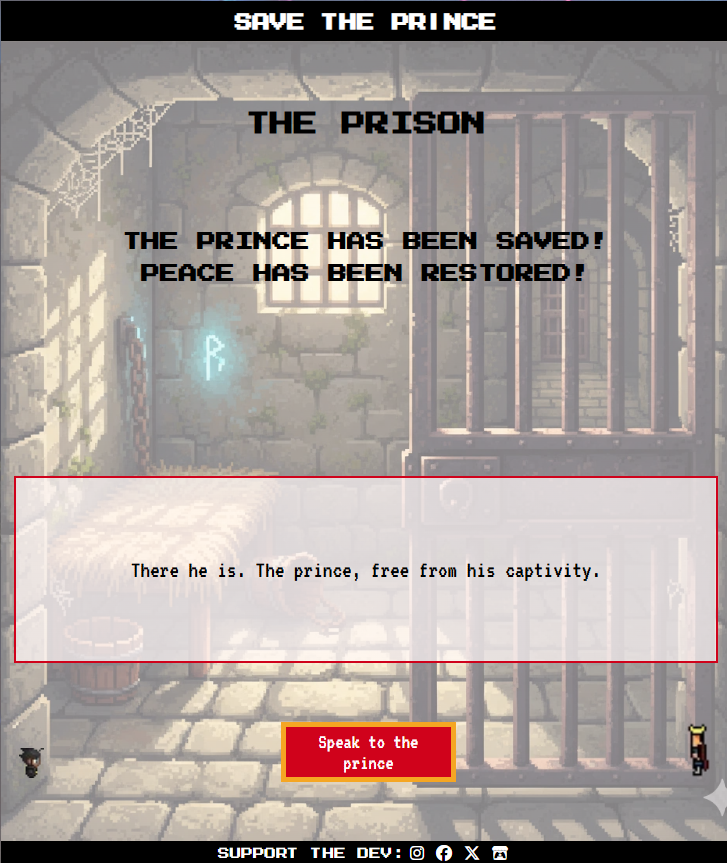 SAVE THE PRINCE
THE PRISON
THE PRINCE HAS BEEN SAVED!
PEACE HAS BEEN RESTORED!
ᚱ
There he is. The prince, free from his captivity.
Speak to the
prince
SUPPORT THE DEV: